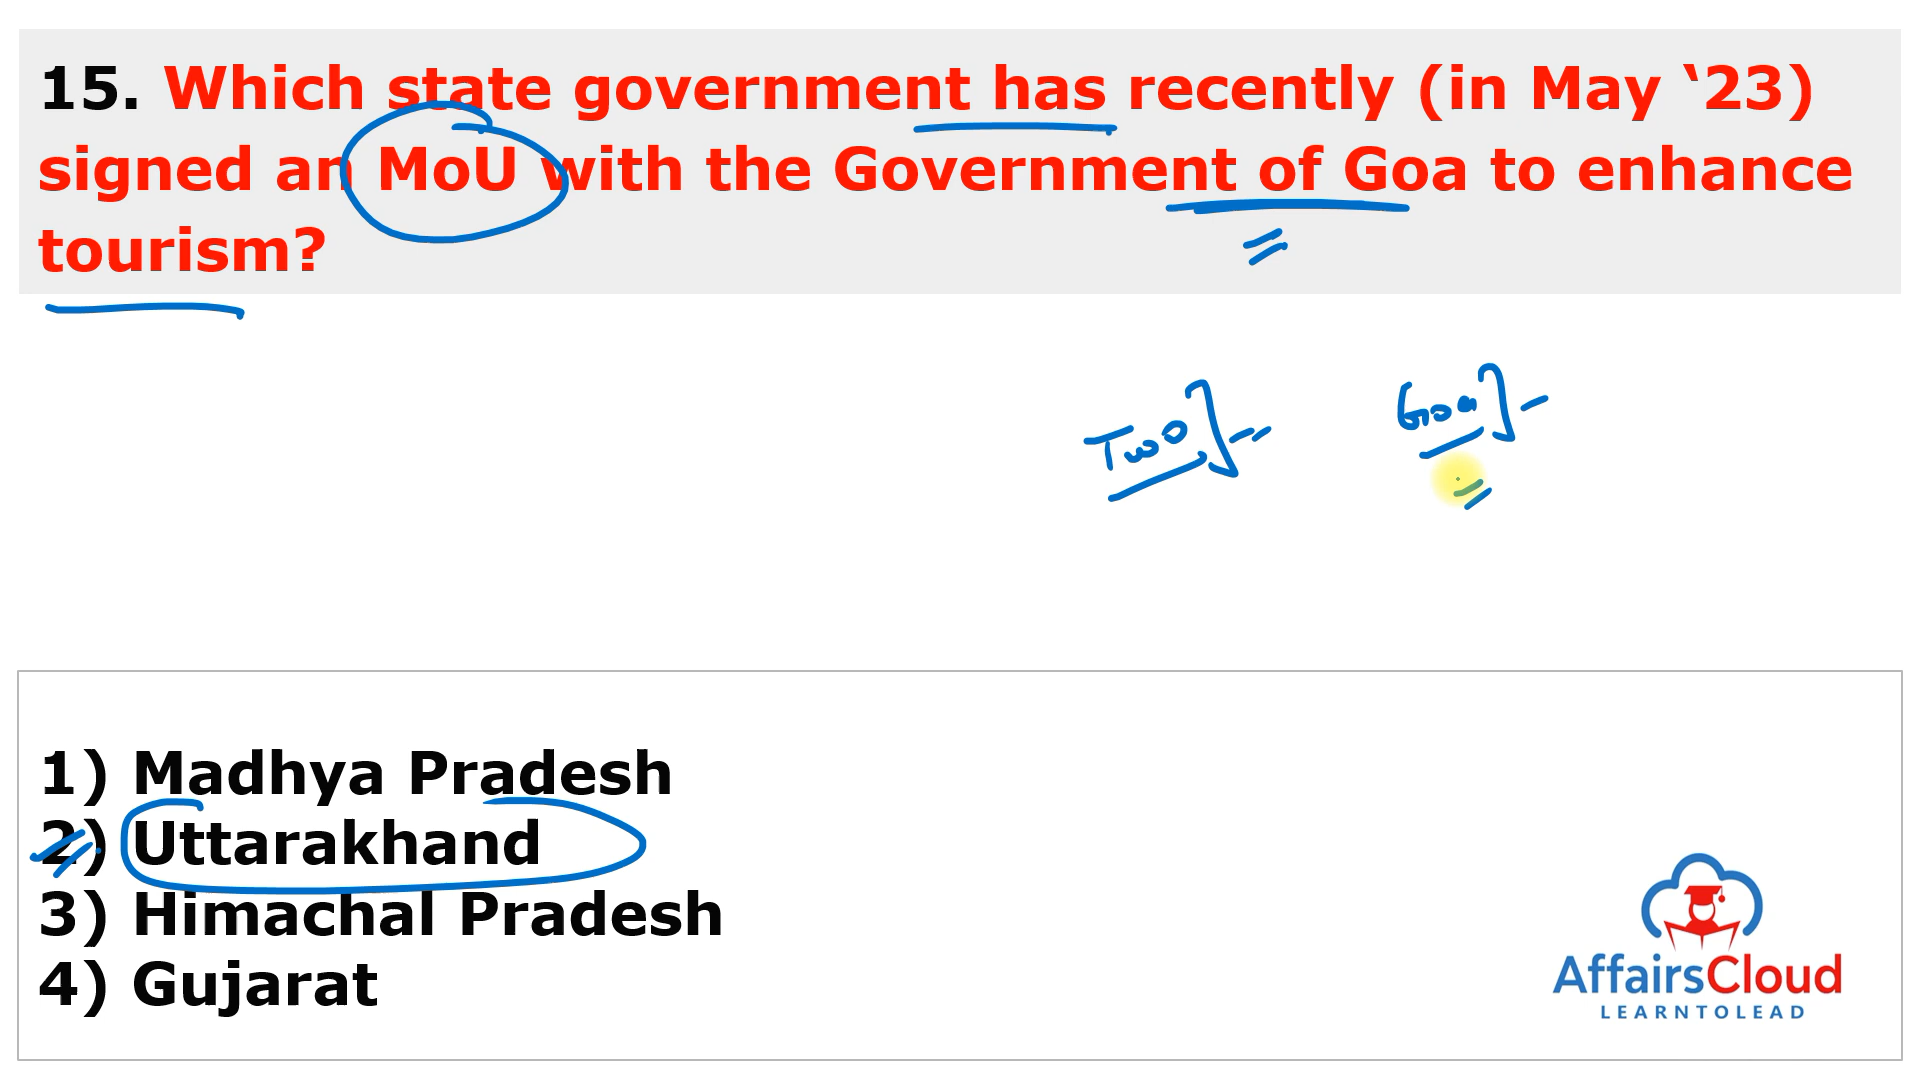 15. Which state government has recently (in May ‘23)
signed an MoU with the Government of Goa to enhance
tourism?
Two
Goa
1) Madhya Pradesh
2) Uttarakhand
3) Himachal Pradesh
4) Gujarat
AffairsCloud
LEARNTOLEAD